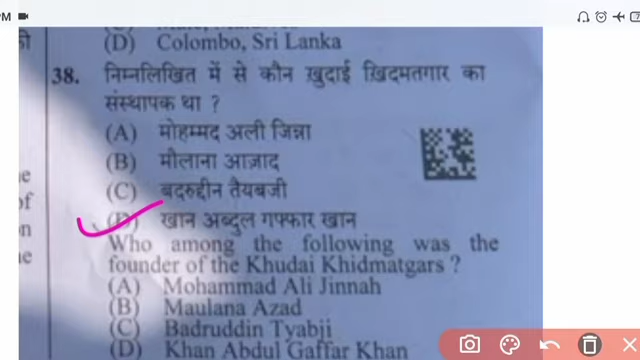 PM
(D) Colombo, Sri Lanka
38. निम्नलिखित में से कौन ख़ुदाई ख़िदमतगार का
संस्थापक था ?
(A) मोहम्मद अली जिन्ना
(B) मौलाना आज़ाद
(C) बदरुद्दीन तैयबजी
(D) खान अब्दुल गफ्फार खान
Who among the following was the
founder of the Khudai Khidmatgars ?
(A) Mohammad Ali Jinnah
(B) Maulana Azad
(C) Badruddin Tyabji
(D) Khan Abdul Gaffar Khan